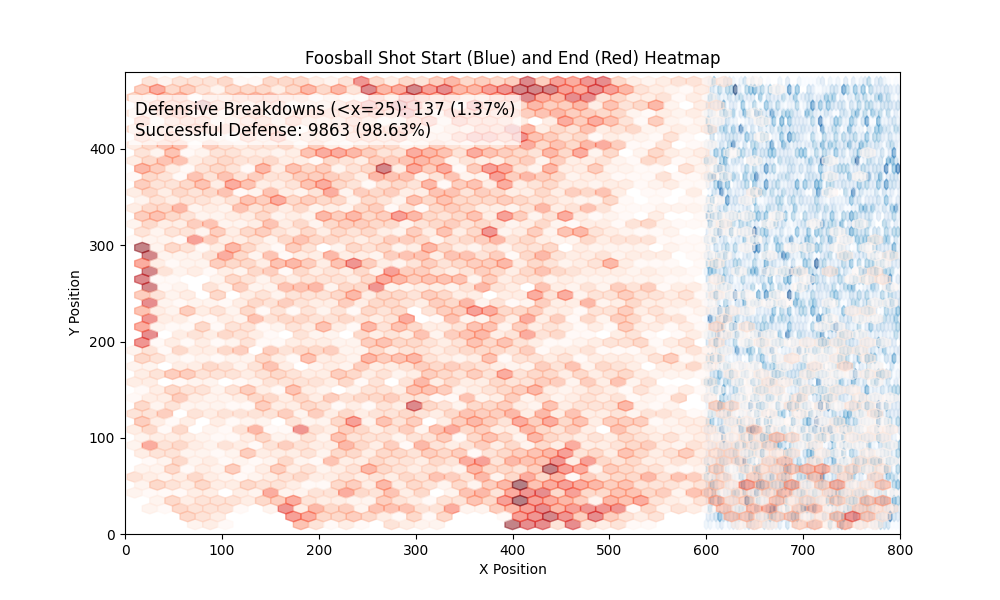 Foosball Shot Start (Blue) and End (Red) Heatmap
Defensive Breakdowns (<x=25): 137 (1.37%)
Successful Defense: 9863 (98.63%)
Y Position
400
300
200
100
0
0 100 200 300 400 500 600 700 800
X Position